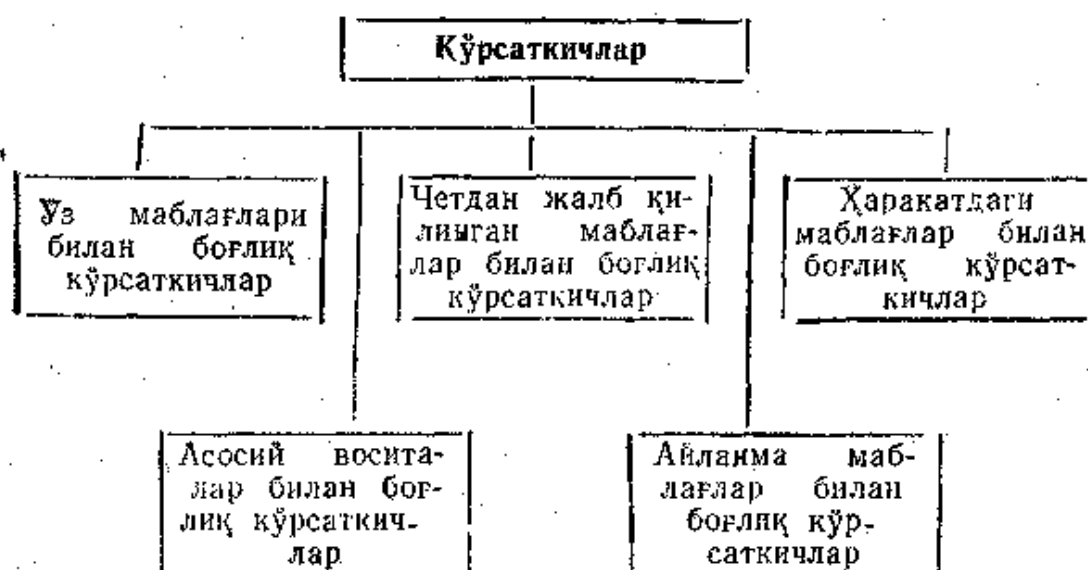 Кўрсаткичлар
Ўз маблағлари
билан боғлиқ
кўрсаткичлар
Четдан жалб қи-
линган маблағ-
лар билан боғлиқ
кўрсаткичлар
Ҳаракатдаги
маблағлар билан
боғлиқ кўрсат-
кичлар
Асосий восита-
лар билан боғ-
лиқ кўрсаткич-
лар
Айланма маб-
лағлар билан
боғлиқ кўр-
саткичлар